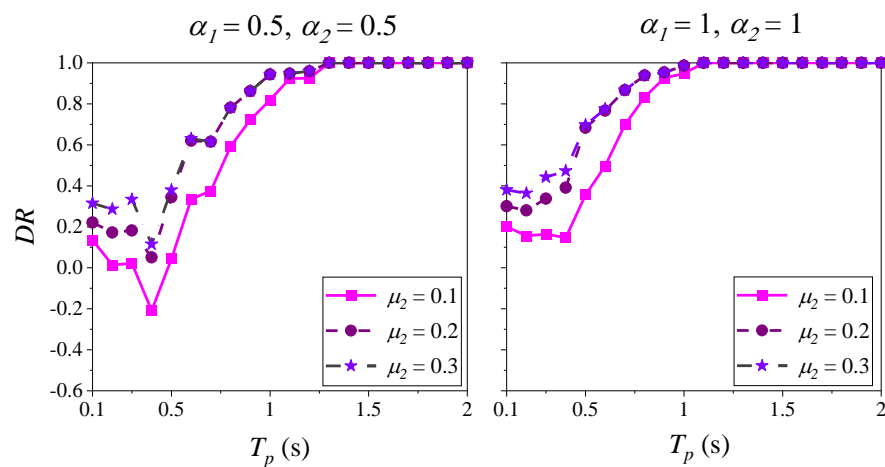 α₁ = 0.5, α₂ = 0.5
DR
1.0
0.8
0.6
0.4
0.2
0.0
-0.2
-0.4
-0.6
0.1
0.5
1
1.5
2
T_p (s)
μ₂ = 0.1
μ₂ = 0.2
μ₂ = 0.3
α₁ = 1, α₂ = 1
0.1
0.5
1
1.5
2
T_p (s)
μ₂ = 0.1
μ₂ = 0.2
μ₂ = 0.3